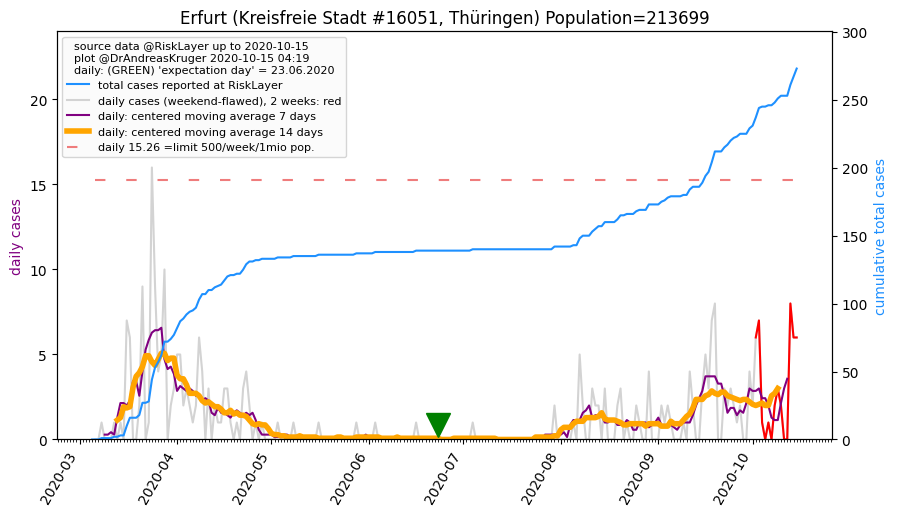 Erfurt (Kreisfreie Stadt #16051, Thüringen) Population=213699
source data @RiskLayer up to 2020-10-15
plot @DrAndreasKruger 2020-10-15 04:19
daily: (GREEN) 'expectation day' = 23.06.2020
total cases reported at RiskLayer
daily cases (weekend-flawed), 2 weeks: red
daily: centered moving average 7 days
daily: centered moving average 14 days
daily 15.26 =limit 500/week/1mio pop.
daily cases
0
5
10
15
20
cumulative total cases
0
50
100
150
200
250
300
2020-03
2020-04
2020-05
2020-06
2020-07
2020-08
2020-09
2020-10